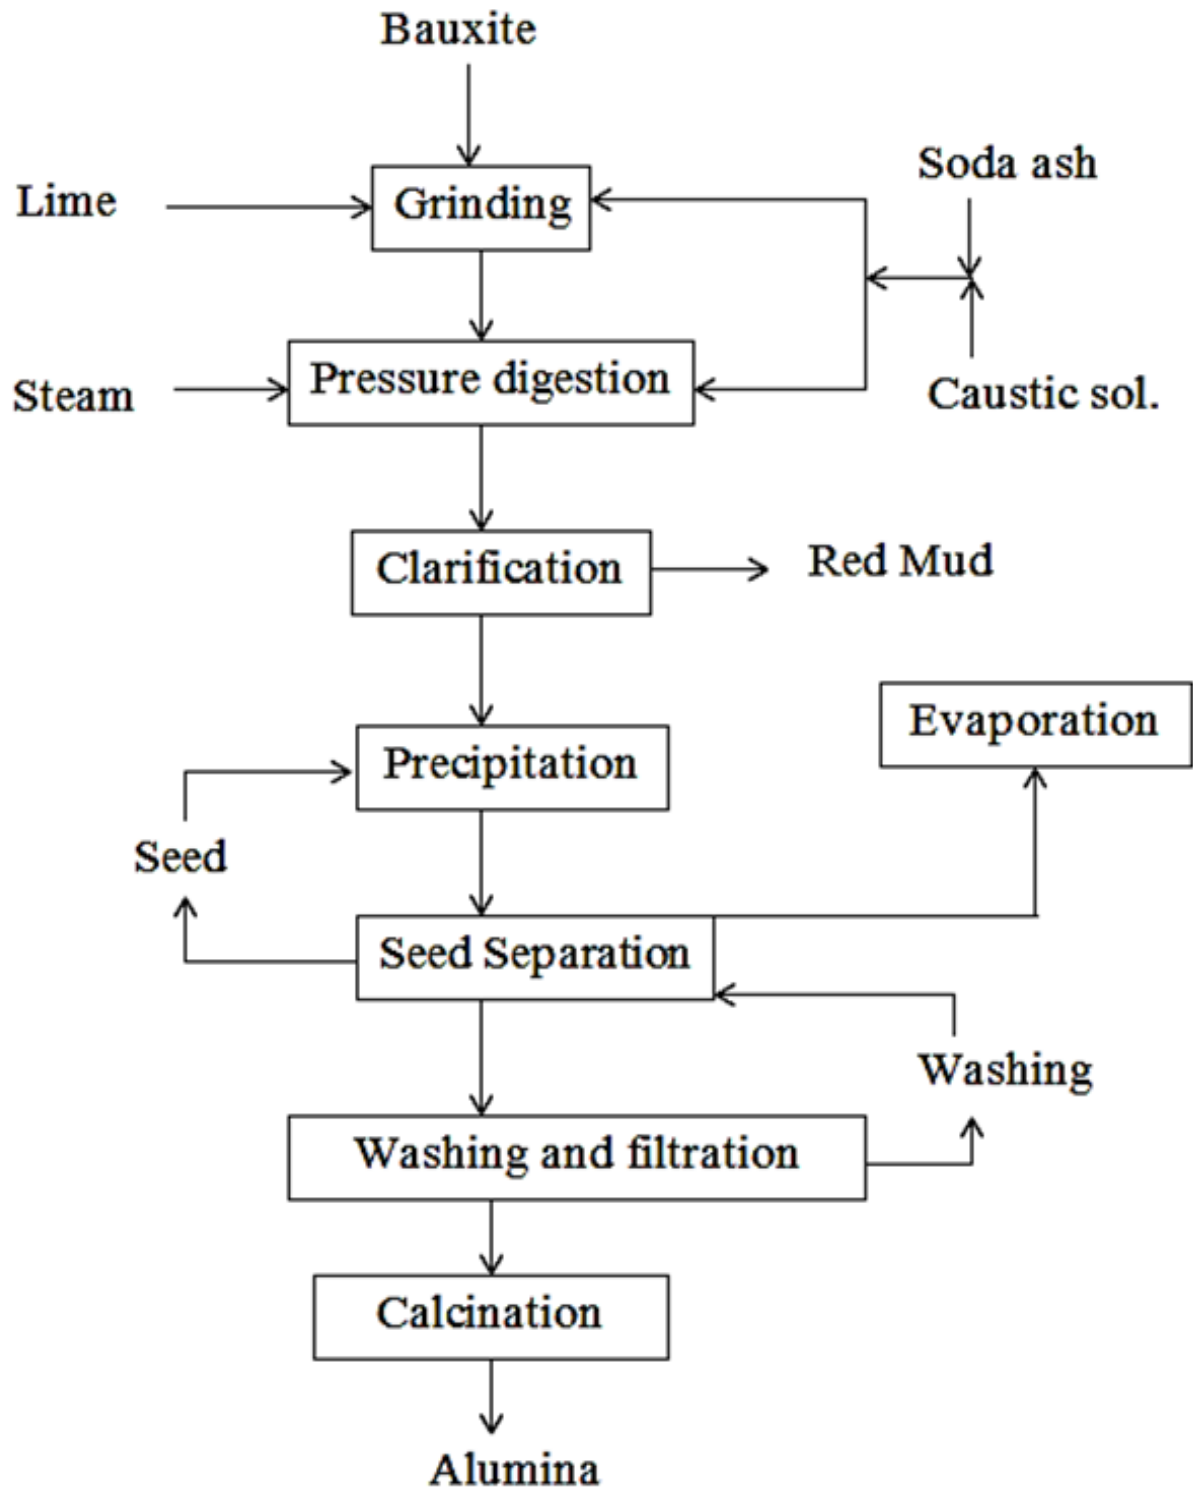 Bauxite
Soda ash
Lime
Grinding
Pressure digestion
Steam
Caustic sol.
Clarification
Red Mud
Evaporation
Precipitation
Seed
Seed Separation
Washing
Washing and filtration
Calcination
Alumina